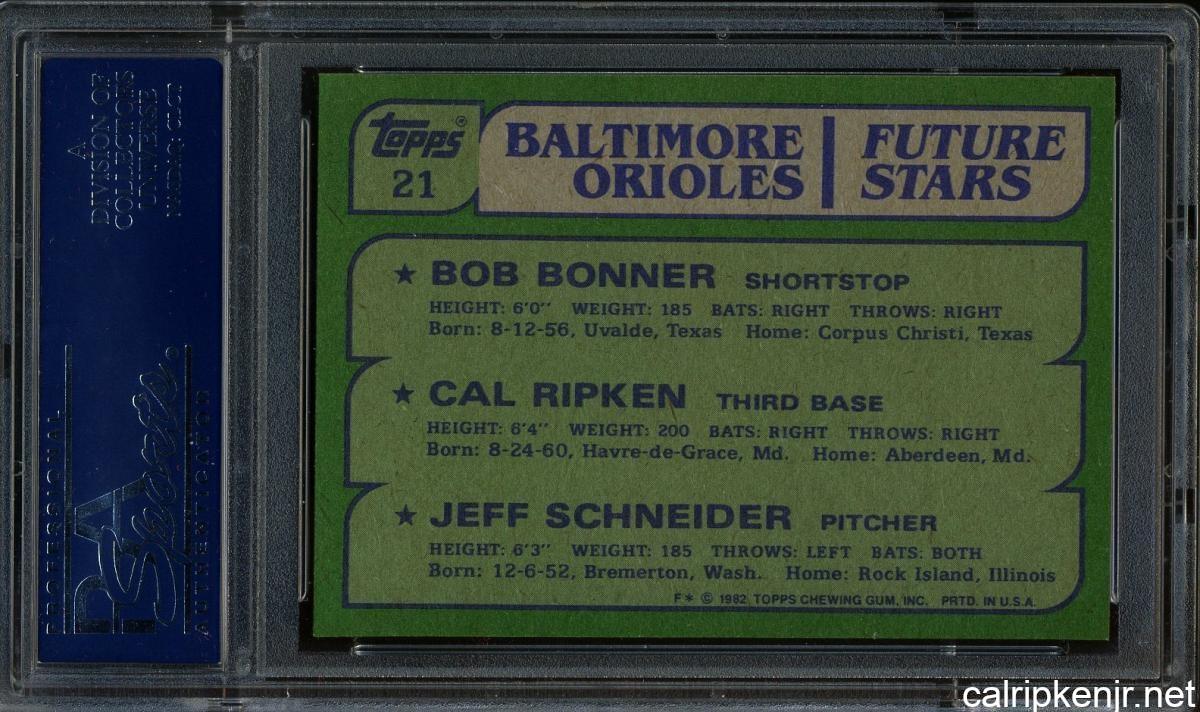 A
DIVISION OF
COLLECTORS
UNIVERSE
NASDAQ: CLCT
PROFESSIONAL
PSA
Sports
AUTHENTICATOR
topps®
21
BALTIMORE
ORIOLES
FUTURE
STARS
★ BOB BONNER SHORTSTOP
HEIGHT: 6'0" WEIGHT: 185 BATS: RIGHT THROWS: RIGHT
Born: 8-12-56, Uvalde, Texas Home: Corpus Christi, Texas
★ CAL RIPKEN THIRD BASE
HEIGHT: 6'4" WEIGHT: 200 BATS: RIGHT THROWS: RIGHT
Born: 8-24-60, Havre-de-Grace, Md. Home: Aberdeen, Md.
★ JEFF SCHNEIDER PITCHER
HEIGHT: 6'3" WEIGHT: 185 THROWS: LEFT BATS: BOTH
Born: 12-6-52, Bremerton, Wash. Home: Rock Island, Illinois
F* © 1982 TOPPS CHEWING GUM, INC. PRTD. IN U.S.A.
calripkenjr.net